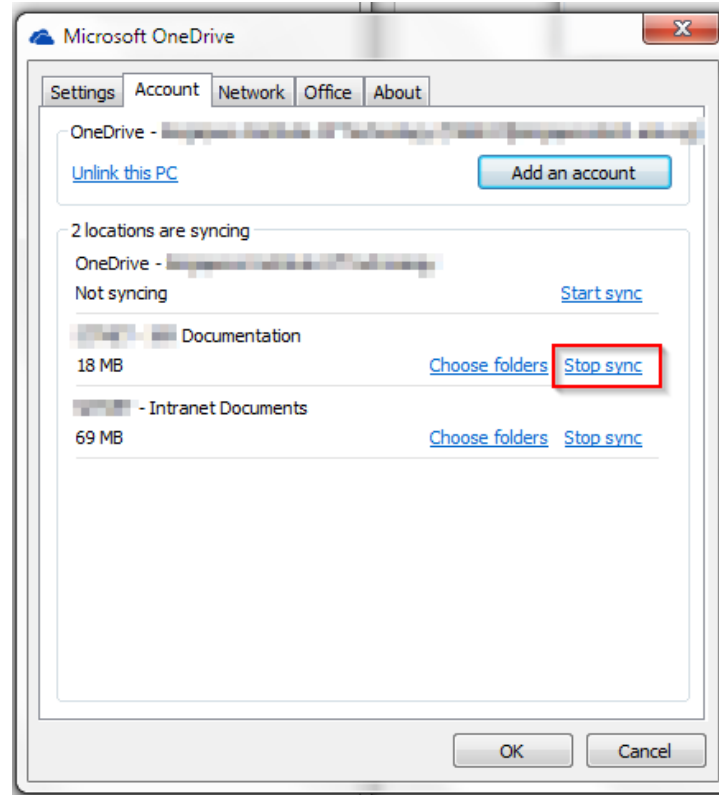 Microsoft OneDrive
Settings Account Network Office About
OneDrive -
Unlink this PC Add an account
2 locations are syncing
OneDrive -
Not syncing Start sync
Documentation
18 MB Choose folders Stop sync
- Intranet Documents
69 MB Choose folders Stop sync
OK Cancel